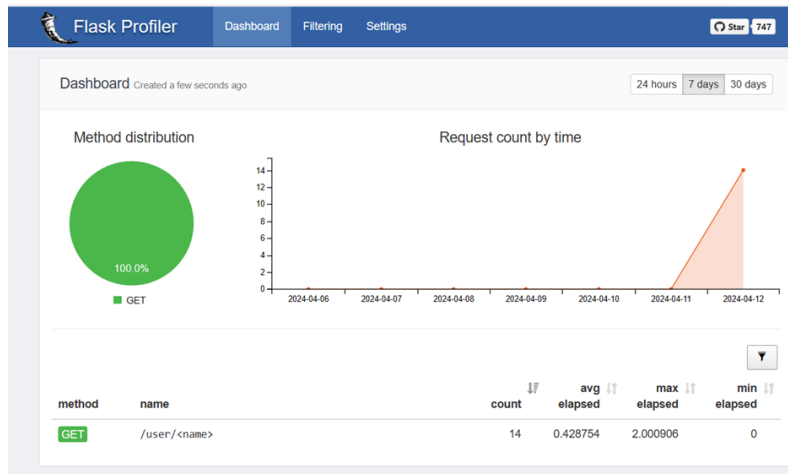 Flask Profiler Dashboard Filtering Settings Star 747
Dashboard Created a few seconds ago 24 hours 7 days 30 days
Method distribution
100.0%
GET
Request count by time
14
12
10
8
6
4
2
0
2024-04-06 2024-04-07 2024-04-08 2024-04-09 2024-04-10 2024-04-11 2024-04-12
method name count avg elapsed max elapsed min elapsed
GET /user/<name> 14 0.428754 2.000906 0